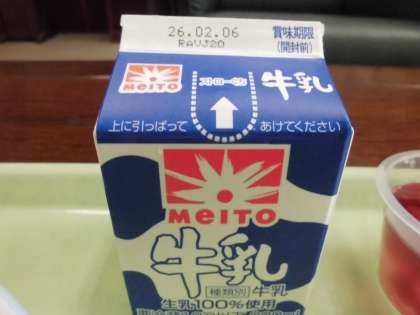 26.02.06
RAVJ20
賞味期限
(開封前)
MEITO
ストローロ
牛乳
上に引っぱって
あけてください
MEITO
牛乳
[種類別]牛乳
生乳100%使用